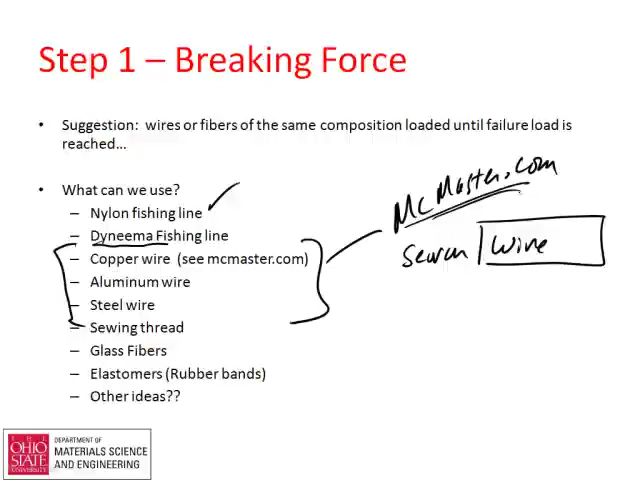 Step 1 – Breaking Force
• Suggestion: wires or fibers of the same composition loaded until failure load is
reached…
• What can we use?
– Nylon fishing line
– Dyneema Fishing line
– Copper wire (see mcmaster.com)
– Aluminum wire
– Steel wire
– Sewing thread
– Glass Fibers
– Elastomers (Rubber bands)
– Other ideas??
McMaster.com
Search wire
THE
OHIO
STATE
UNIVERSITY
DEPARTMENT OF
MATERIALS SCIENCE
AND ENGINEERING